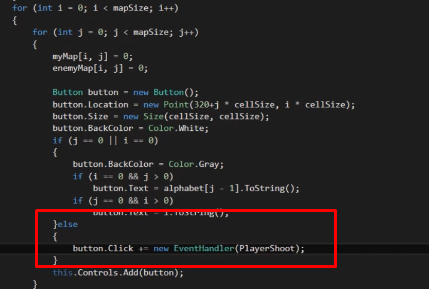 for (int i = 0; i < mapSize; i++)
{
for (int j = 0; j < mapSize; j++)
{
myMap[i, j] = 0;
enemyMap[i, j] = 0;
Button button = new Button();
button.Location = new Point(320+j * cellSize, i * cellSize);
button.Size = new Size(cellSize, cellSize);
button.BackColor = Color.White;
if (j == 0 || i == 0)
{
button.BackColor = Color.Gray;
if (i == 0 && j > 0)
button.Text = alphabet[j - 1].ToString();
if (j == 0 && i > 0)
button.Text = i.ToString();
}else
{
button.Click += new EventHandler(PlayerShoot);
}
this.Controls.Add(button);